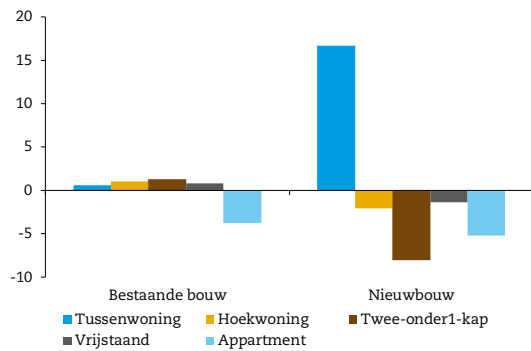 20
15
10
5
0
-5
-10
Bestaande bouw Nieuwbouw
Tussenwoning Hoekwoning Twee-onder1-kap
Vrijstaand Appartment